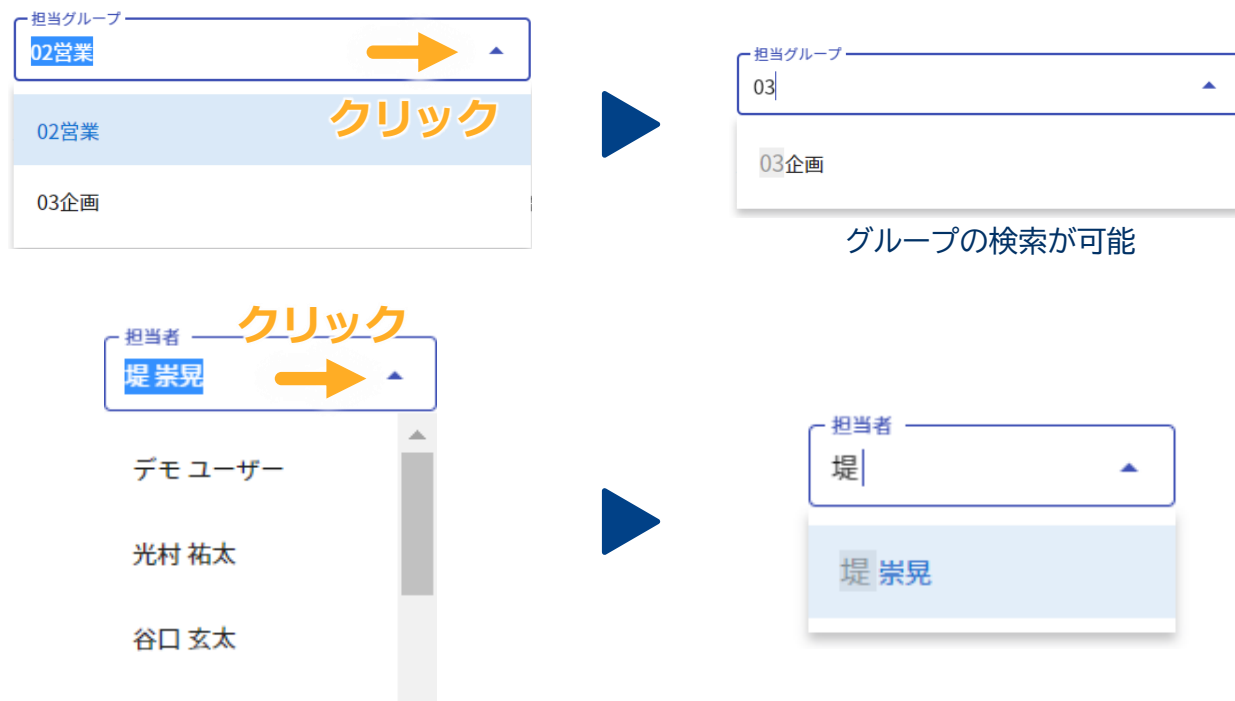 担当グループ
02営業
クリック
02営業
03企画
担当グループ
03
03企画
グループの検索が可能
クリック
担当者
堤 崇晃
デモ ユーザー
光村 祐太
谷口 玄太
担当者
堤
堤 崇晃